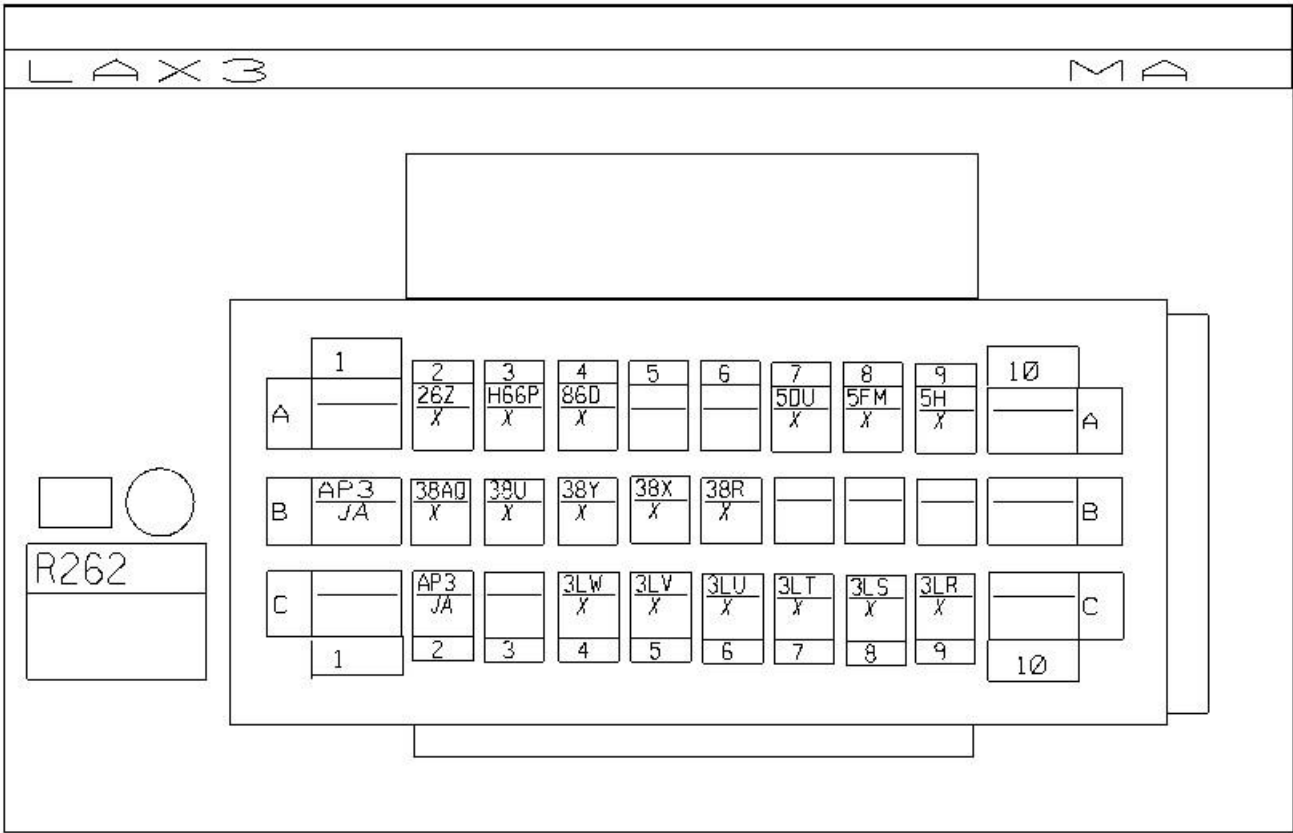 LAX3 MA
1 10
2 3 4 5 6 7 8 9
A 26Z H66P 86D 5DU 5FM 5H A
X X X X X X
B AP3 38AQ 38U 38Y 38X 38R B
JA X X X X X
R262
C AP3 3LW 3LV 3LU 3LT 3LS 3LR C
JA X X X X X X
1 2 3 4 5 6 7 8 9 10